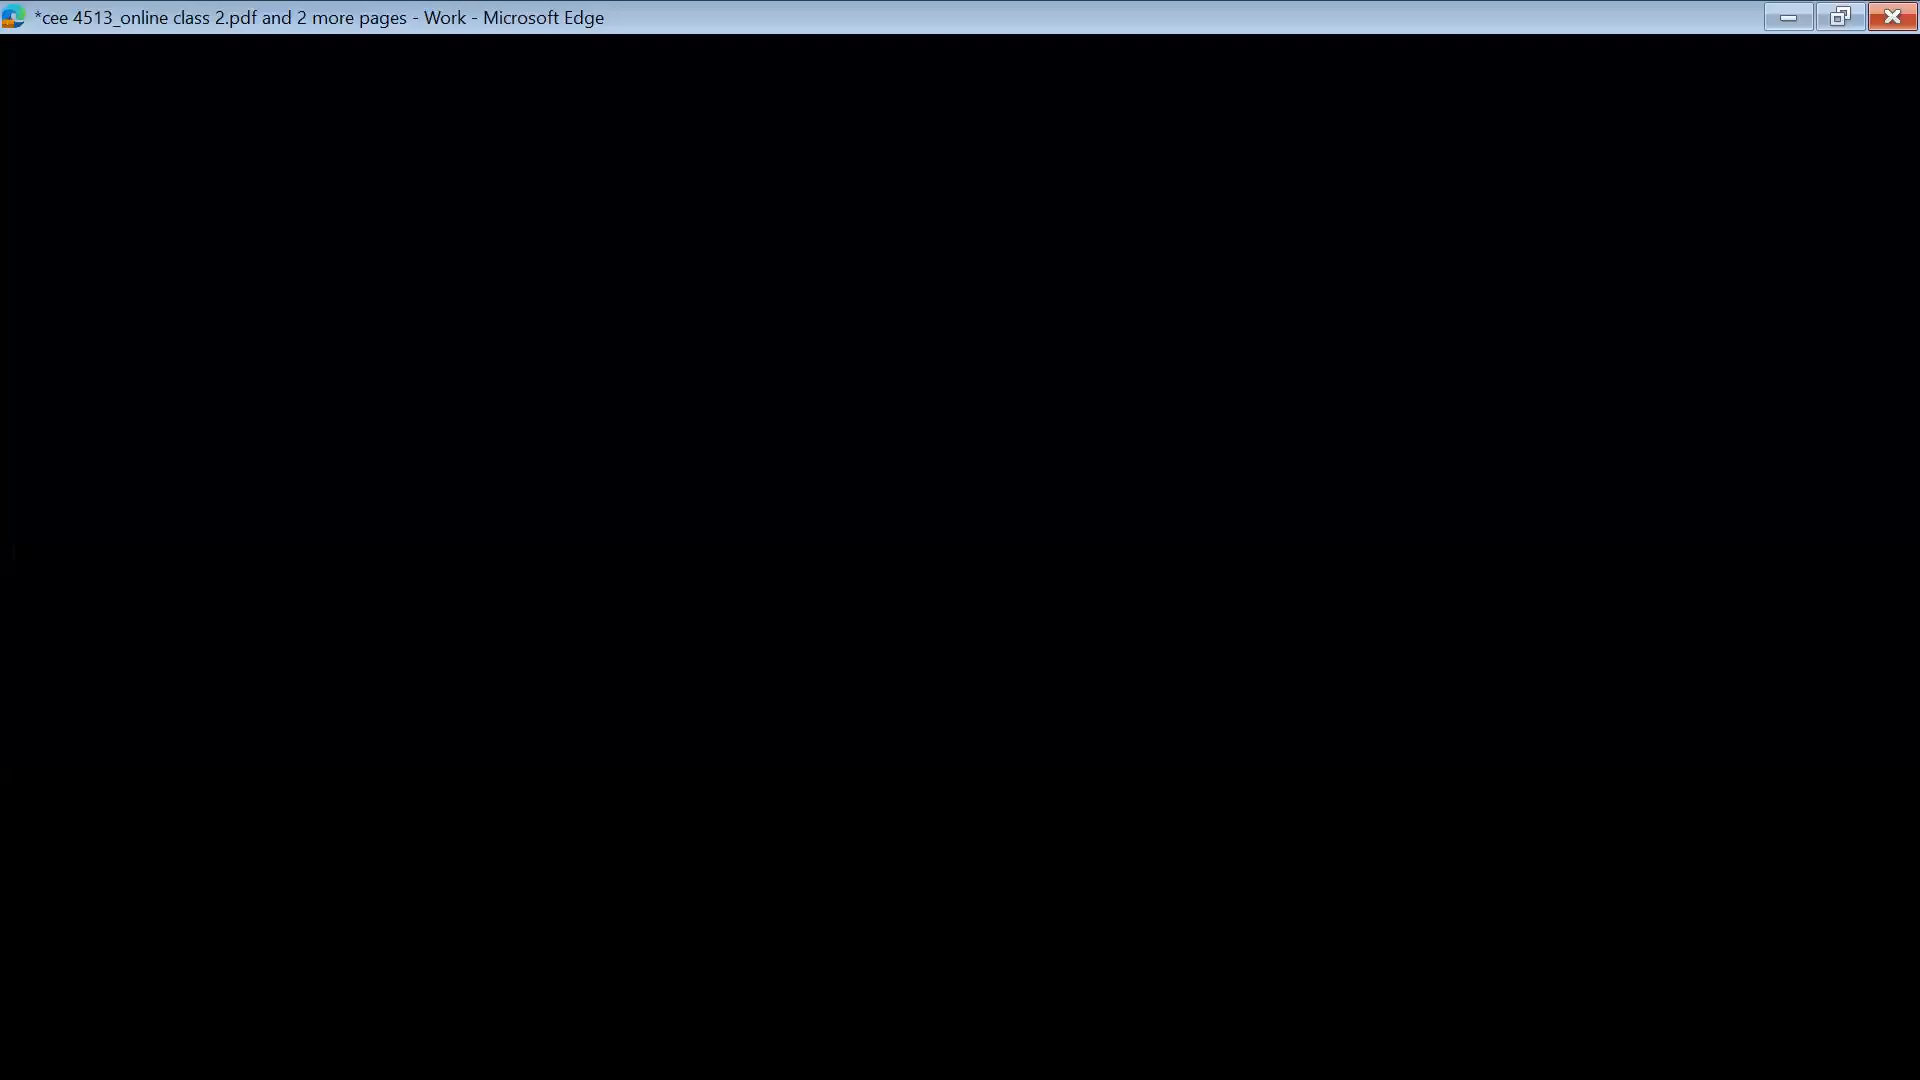 *cee 4513_online class 2.pdf and 2 more pages - Work - Microsoft Edge